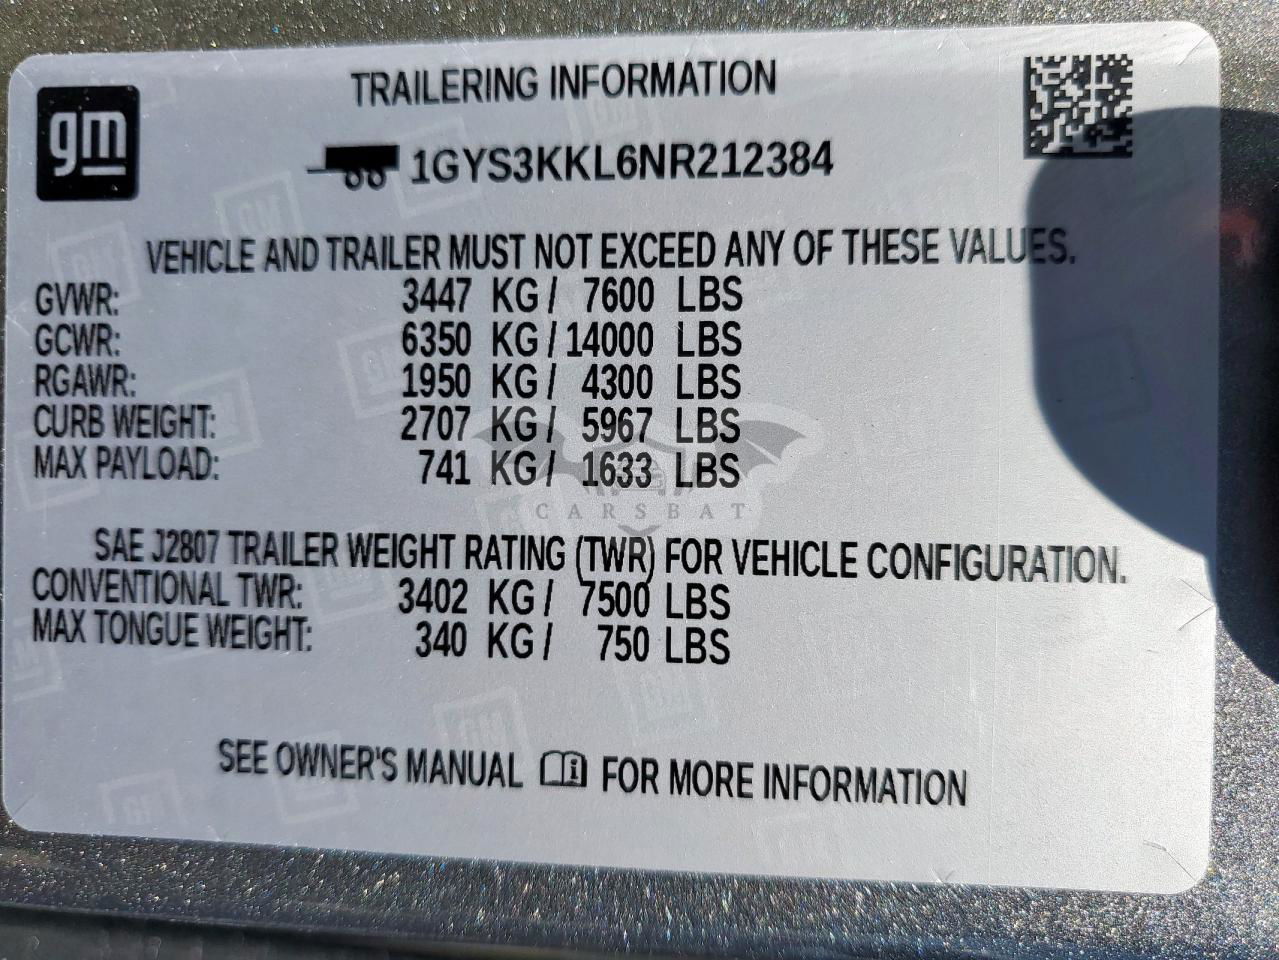 gm
TRAILERING INFORMATION
1GYS3KKL6NR212384
VEHICLE AND TRAILER MUST NOT EXCEED ANY OF THESE VALUES.
GVWR: 3447 KG/ 7600 LBS
GCWR: 6350 KG/14000 LBS
RGAWR: 1950 KG/ 4300 LBS
CURB WEIGHT: 2707 KG/ 5967 LBS
MAX PAYLOAD: 741 KG/ 1633 LBS
CARSBAT
SAE J2807 TRAILER WEIGHT RATING (TWR) FOR VEHICLE CONFIGURATION.
CONVENTIONAL TWR: 3402 KG/ 7500 LBS
MAX TONGUE WEIGHT: 340 KG/ 750 LBS
SEE OWNER'S MANUAL FOR MORE INFORMATION